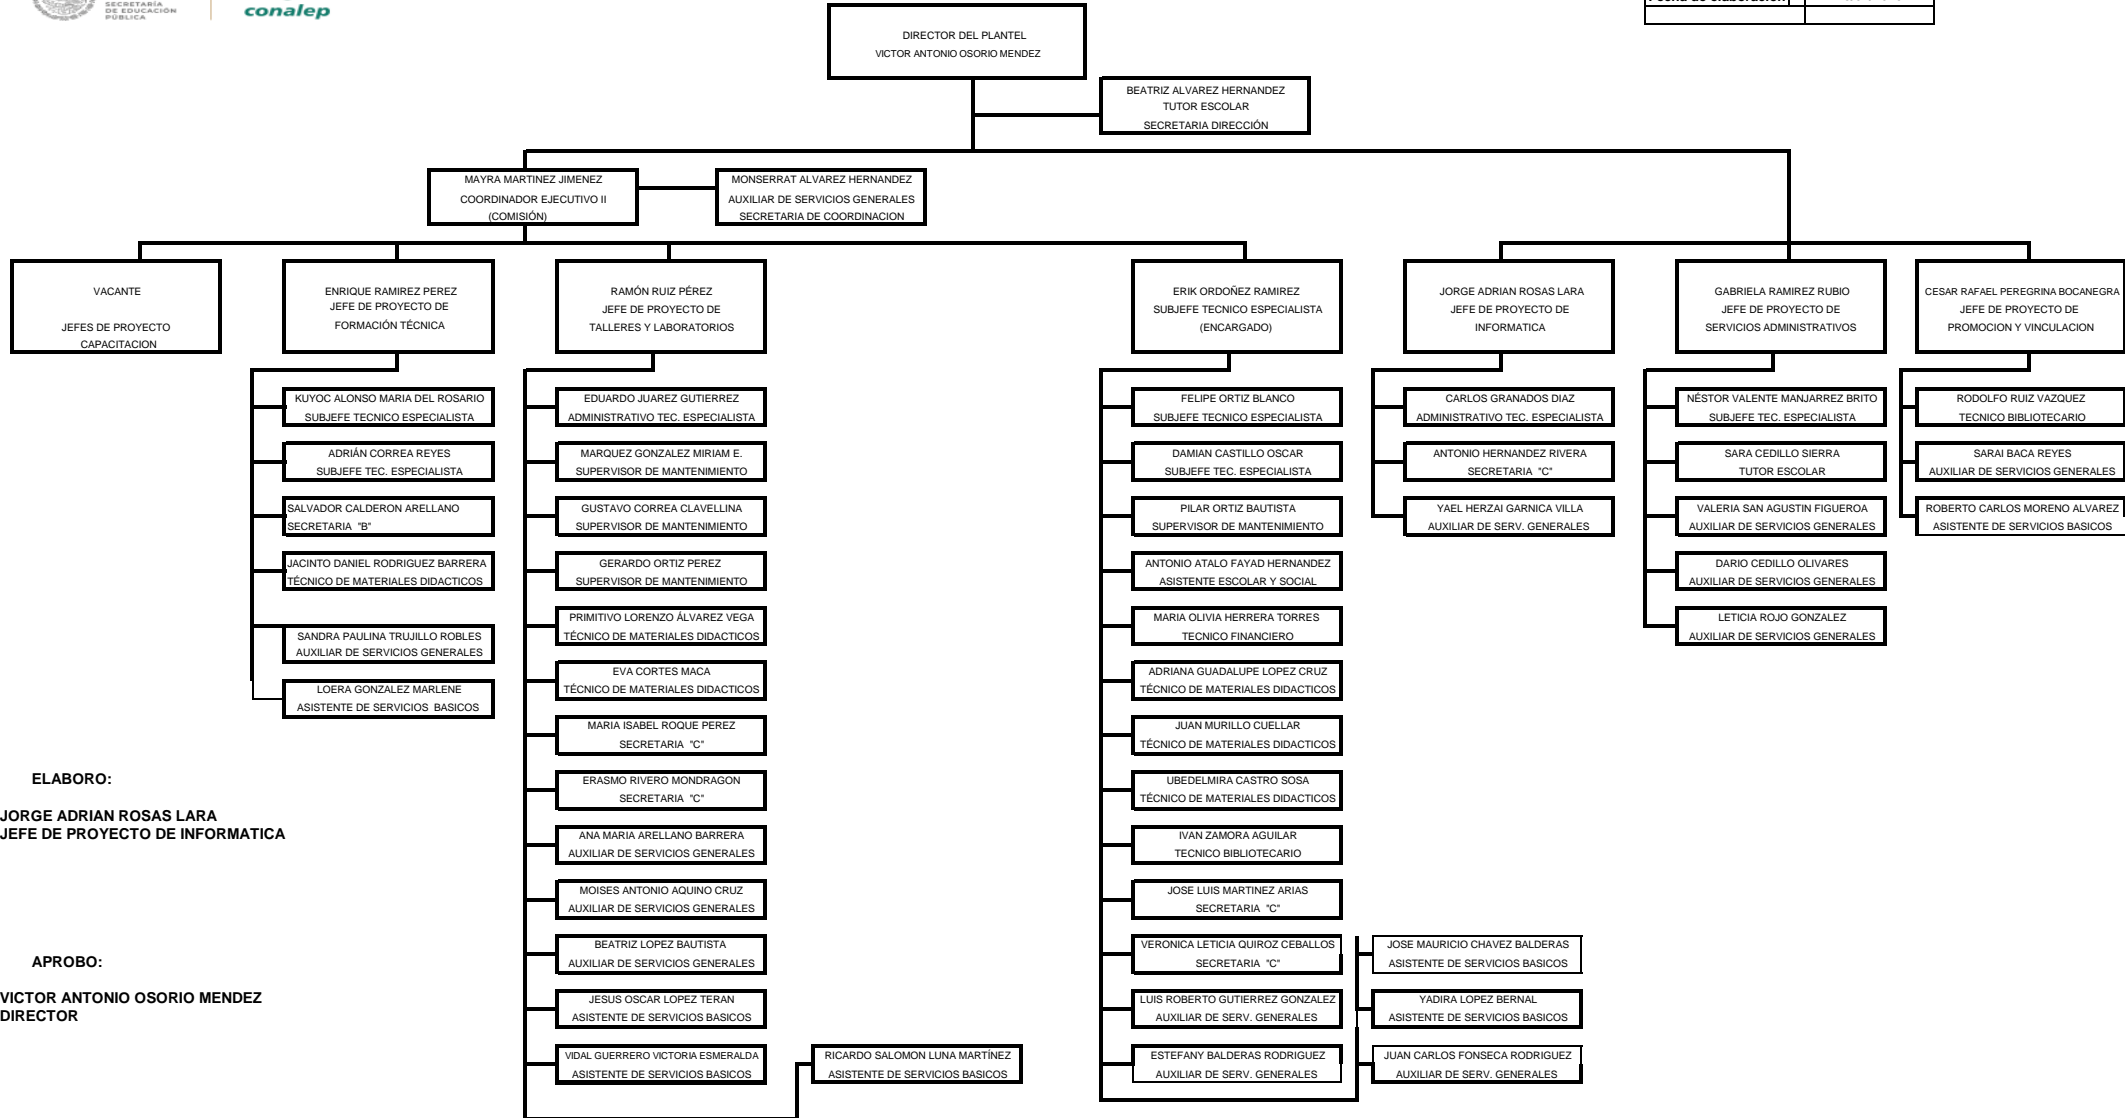 SECRETARÍA
DE EDUCACIÓN
PÚBLICA
conalep
DIRECTOR DEL PLANTEL
VICTOR ANTONIO OSORIO MENDEZ
BEATRIZ ALVAREZ HERNANDEZ
TUTOR ESCOLAR
SECRETARIA DIRECCIÓN
MAYRA MARTINEZ JIMENEZ
COORDINADOR EJECUTIVO II
(COMISIÓN)
MONSERRAT ALVAREZ HERNANDEZ
AUXILIAR DE SERVICIOS GENERALES
SECRETARIA DE COORDINACION
VACANTE
JEFES DE PROYECTO
CAPACITACION
ENRIQUE RAMIREZ PEREZ
JEFE DE PROYECTO DE
FORMACIÓN TÉCNICA
RAMÓN RUIZ PÉREZ
JEFE DE PROYECTO DE
TALLERES Y LABORATORIOS
ERIK ORDOÑEZ RAMIREZ
SUBJEFE TECNICO ESPECIALISTA
(ENCARGADO)
JORGE ADRIAN ROSAS LARA
JEFE DE PROYECTO DE
INFORMATICA
GABRIELA RAMIREZ RUBIO
JEFE DE PROYECTO DE
SERVICIOS ADMINISTRATIVOS
CESAR RAFAEL PEREGRINA BOCANEGRA
JEFE DE PROYECTO DE
PROMOCION Y VINCULACION
KUYOC ALONSO MARIA DEL ROSARIO
SUBJEFE TECNICO ESPECIALISTA
ADRIÁN CORREA REYES
SUBJEFE TEC. ESPECIALISTA
SALVADOR CALDERON ARELLANO
SECRETARIA "B"
JACINTO DANIEL RODRIGUEZ BARRERA
TÉCNICO DE MATERIALES DIDACTICOS
SANDRA PAULINA TRUJILLO ROBLES
AUXILIAR DE SERVICIOS GENERALES
LOERA GONZALEZ MARLENE
ASISTENTE DE SERVICIOS BASICOS
EDUARDO JUAREZ GUTIERREZ
ADMINISTRATIVO TEC. ESPECIALISTA
MARQUEZ GONZALEZ MIRIAM E.
SUPERVISOR DE MANTENIMIENTO
GUSTAVO CORREA CLAVELLINA
SUPERVISOR DE MANTENIMIENTO
GERARDO ORTIZ PEREZ
SUPERVISOR DE MANTENIMIENTO
PRIMITIVO LORENZO ÁLVAREZ VEGA
TÉCNICO DE MATERIALES DIDACTICOS
EVA CORTES MACA
TÉCNICO DE MATERIALES DIDACTICOS
MARIA ISABEL ROQUE PEREZ
SECRETARIA "C"
ERASMO RIVERO MONDRAGON
SECRETARIA "C"
ANA MARIA ARELLANO BARRERA
AUXILIAR DE SERVICIOS GENERALES
MOISES ANTONIO AQUINO CRUZ
AUXILIAR DE SERVICIOS GENERALES
BEATRIZ LOPEZ BAUTISTA
AUXILIAR DE SERVICIOS GENERALES
JESUS OSCAR LOPEZ TERAN
ASISTENTE DE SERVICIOS BASICOS
VIDAL GUERRERO VICTORIA ESMERALDA
ASISTENTE DE SERVICIOS BASICOS
RICARDO SALOMON LUNA MARTÍNEZ
ASISTENTE DE SERVICIOS BASICOS
FELIPE ORTIZ BLANCO
SUBJEFE TECNICO ESPECIALISTA
DAMIAN CASTILLO OSCAR
SUBJEFE TEC. ESPECIALISTA
PILAR ORTIZ BAUTISTA
SUPERVISOR DE MANTENIMIENTO
ANTONIO ATALO FAYAD HERNANDEZ
ASISTENTE ESCOLAR Y SOCIAL
MARIA OLIVIA HERRERA TORRES
TECNICO FINANCIERO
ADRIANA GUADALUPE LOPEZ CRUZ
TÉCNICO DE MATERIALES DIDACTICOS
JUAN MURILLO CUELLAR
TÉCNICO DE MATERIALES DIDACTICOS
UBEDELMIRA CASTRO SOSA
TÉCNICO DE MATERIALES DIDACTICOS
IVAN ZAMORA AGUILAR
TECNICO BIBLIOTECARIO
JOSE LUIS MARTINEZ ARIAS
SECRETARIA "C"
VERONICA LETICIA QUIROZ CEBALLOS
SECRETARIA "C"
LUIS ROBERTO GUTIERREZ GONZALEZ
AUXILIAR DE SERV. GENERALES
ESTEFANY BALDERAS RODRIGUEZ
AUXILIAR DE SERV. GENERALES
JOSE MAURICIO CHAVEZ BALDERAS
ASISTENTE DE SERVICIOS BASICOS
YADIRA LOPEZ BERNAL
ASISTENTE DE SERVICIOS BASICOS
JUAN CARLOS FONSECA RODRIGUEZ
AUXILIAR DE SERV. GENERALES
CARLOS GRANADOS DIAZ
ADMINISTRATIVO TEC. ESPECIALISTA
ANTONIO HERNANDEZ RIVERA
SECRETARIA "C"
YAEL HERZAI GARNICA VILLA
AUXILIAR DE SERV. GENERALES
NÉSTOR VALENTE MANJARREZ BRITO
SUBJEFE TEC. ESPECIALISTA
SARA CEDILLO SIERRA
TUTOR ESCOLAR
VALERIA SAN AGUSTIN FIGUEROA
AUXILIAR DE SERVICIOS GENERALES
DARIO CEDILLO OLIVARES
AUXILIAR DE SERVICIOS GENERALES
LETICIA ROJO GONZALEZ
AUXILIAR DE SERVICIOS GENERALES
RODOLFO RUIZ VAZQUEZ
TECNICO BIBLIOTECARIO
SARAI BACA REYES
AUXILIAR DE SERVICIOS GENERALES
ROBERTO CARLOS MORENO ALVAREZ
ASISTENTE DE SERVICIOS BASICOS
ELABORO:
JORGE ADRIAN ROSAS LARA
JEFE DE PROYECTO DE INFORMATICA
APROBO:
VICTOR ANTONIO OSORIO MENDEZ
DIRECTOR